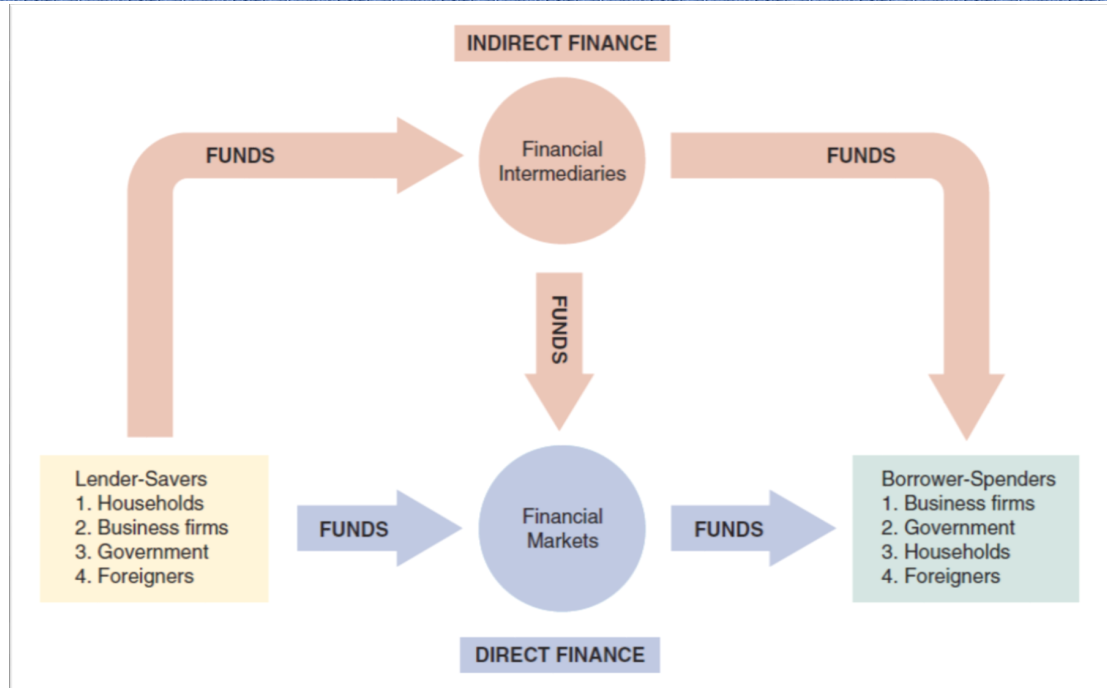 INDIRECT FINANCE
FUNDS
Financial
Intermediaries
FUNDS
FUNDS
Lender-Savers
1. Households
2. Business firms
3. Government
4. Foreigners
FUNDS
Financial
Markets
FUNDS
Borrower-Spenders
1. Business firms
2. Government
3. Households
4. Foreigners
DIRECT FINANCE